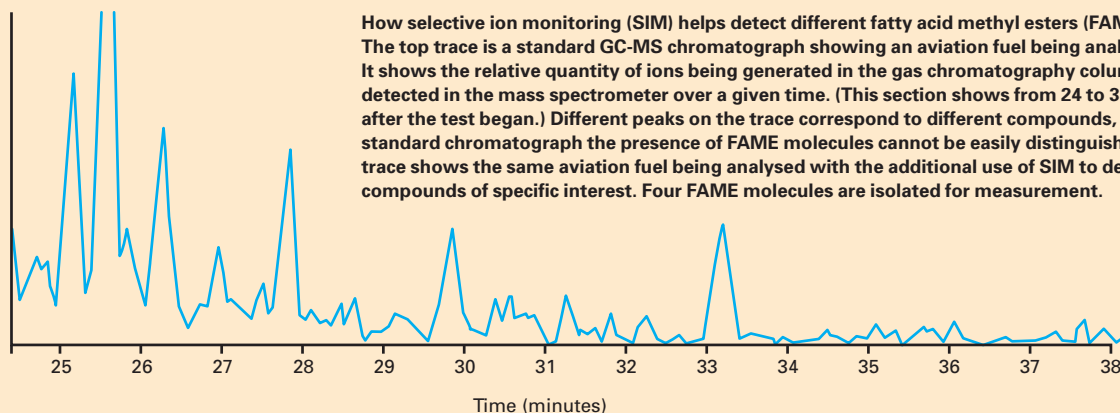 How selective ion monitoring (SIM) helps detect different fatty acid methyl esters
The top trace is a standard GC-MS chromatograph showing an aviation fuel being
It shows the relative quantity of ions being generated in the gas chromatography
detected in the mass spectrometer over a given time. (This section shows from 24 to
after the test began.) Different peaks on the trace correspond to different compounds,
standard chromatograph the presence of FAME molecules cannot be easily
trace shows the same aviation fuel being analysed with the additional use of SIM to
compounds of specific interest. Four FAME molecules are isolated for measurement.
25 26 27 28 29 30 31 32 33 34 35 36 37 38
Time (minutes)